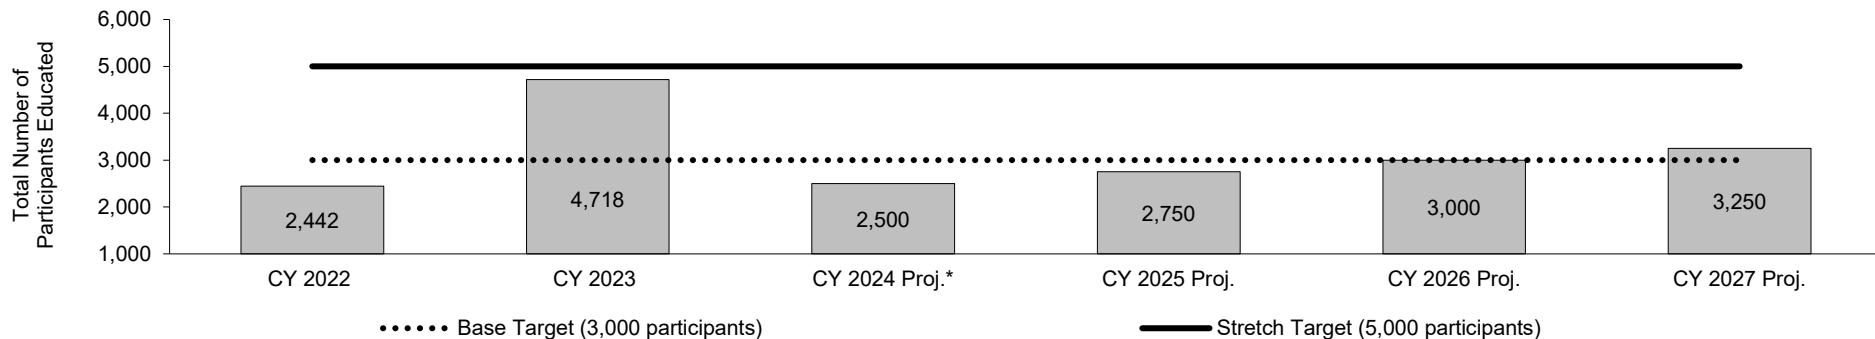 Total Number of
Participants Educated
6,000
5,000
4,000
3,000
2,000
1,000
2,442
4,718
2,500
2,750
3,000
3,250
CY 2022
CY 2023
CY 2024 Proj.*
CY 2025 Proj.
CY 2026 Proj.
CY 2027 Proj.
Base Target (3,000 participants)
Stretch Target (5,000 participants)